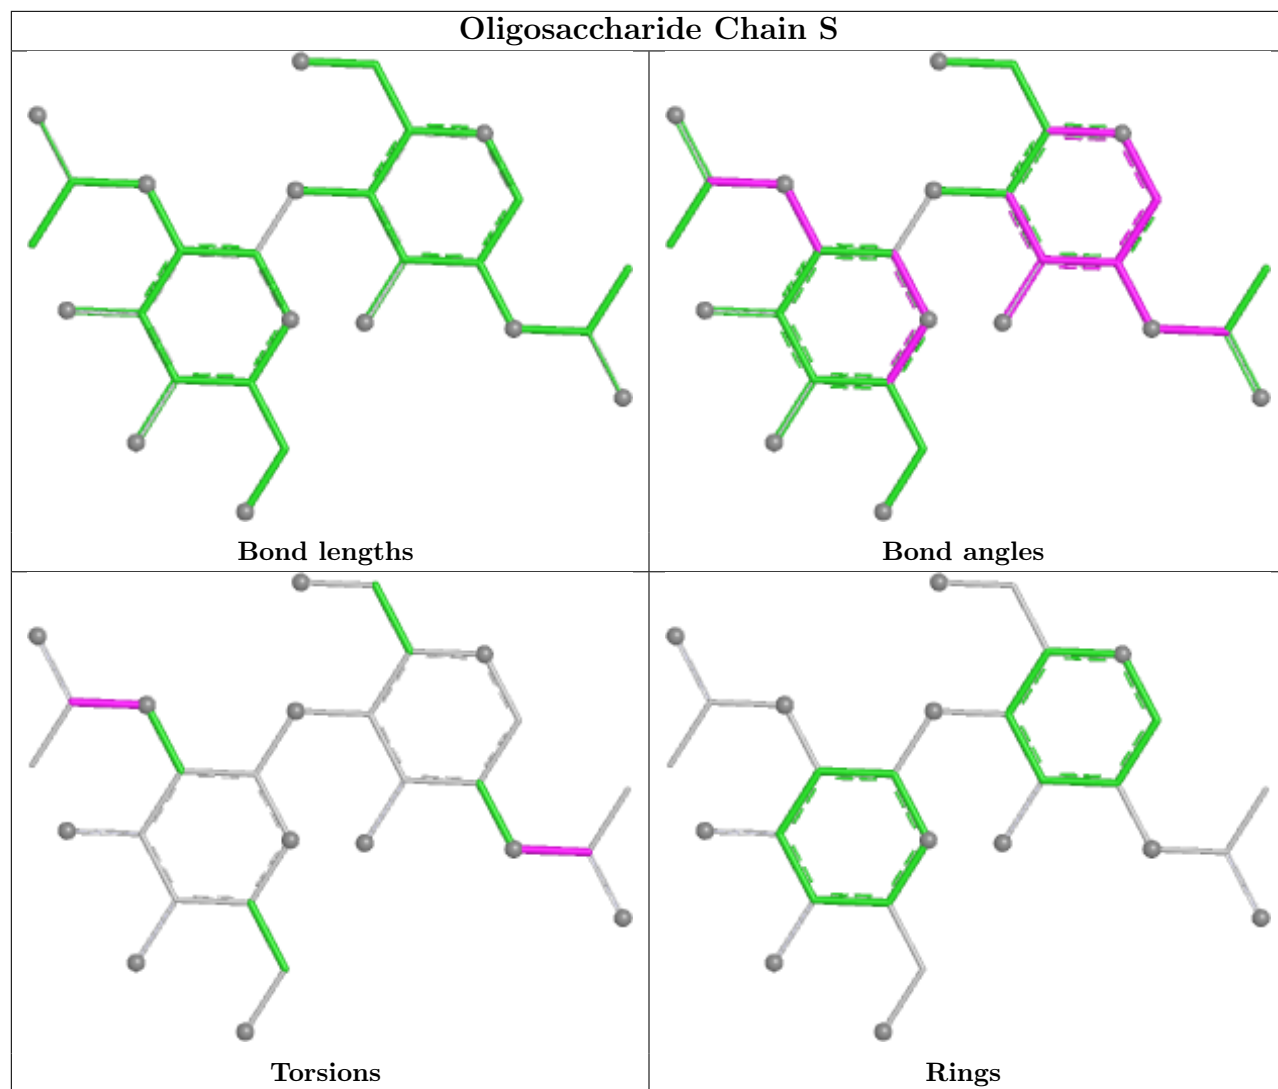 Oligosaccharide Chain S
Bond lengths
Bond angles
Torsions
Rings